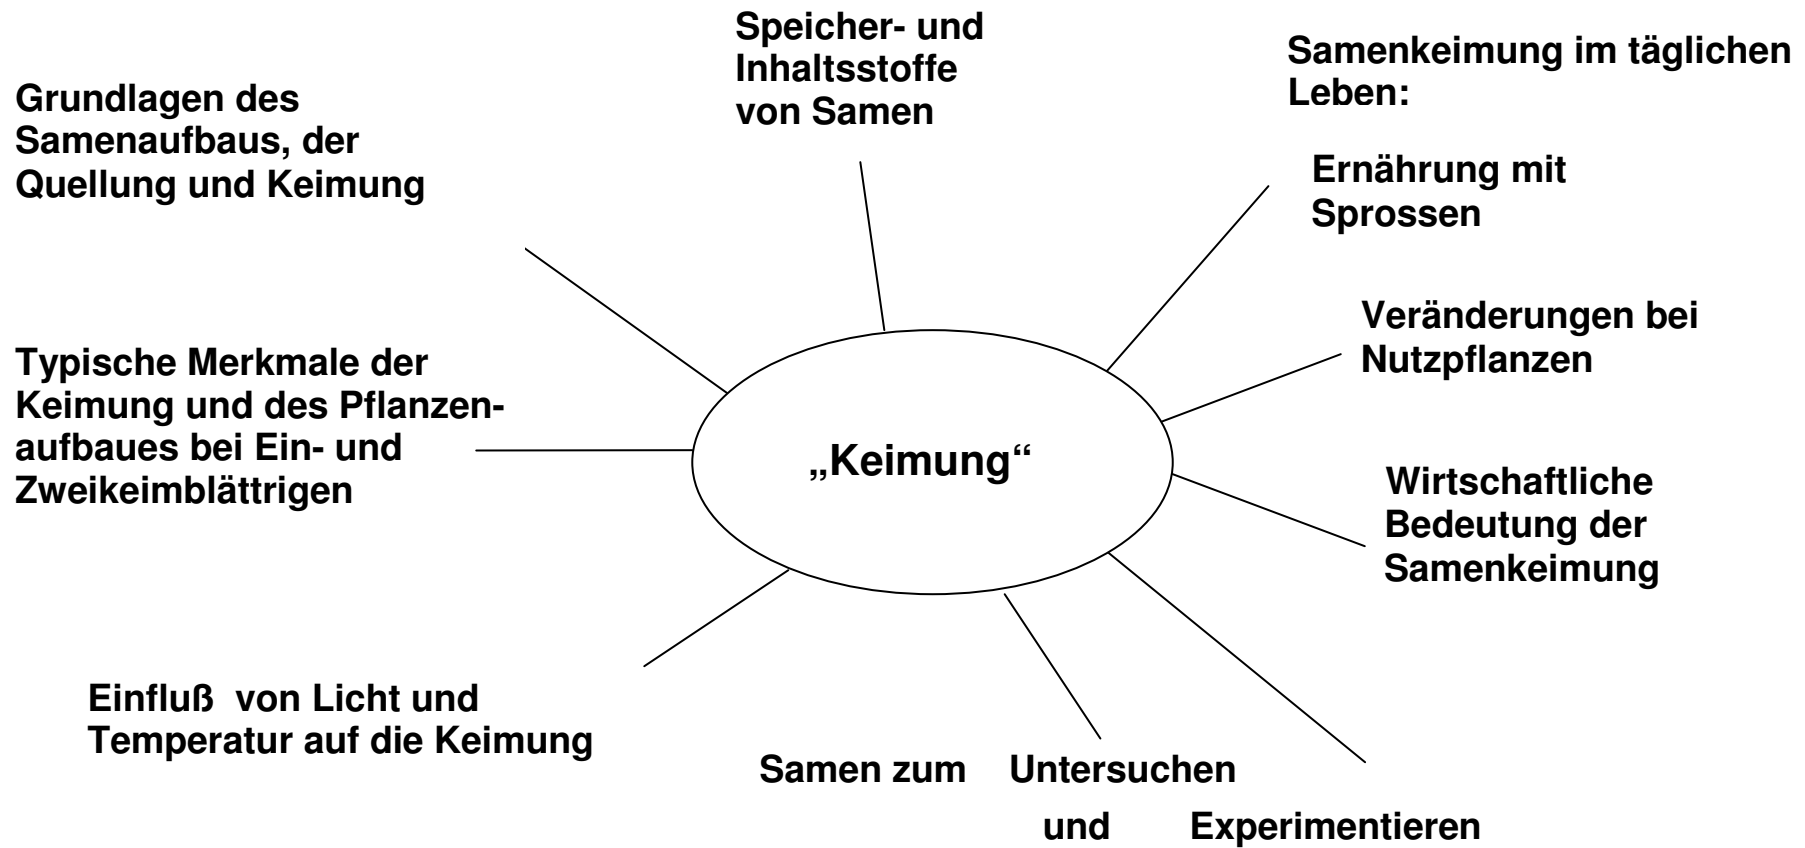 Speicher- und
Inhaltsstoffe
von Samen
Samenkeimung im täglichen
Leben:
Grundlagen des
Samenaufbaus, der
Quellung und Keimung
Ernährung mit
Sprossen
Veränderungen bei
Nutzpflanzen
Typische Merkmale der
Keimung und des Pflanzen-
aufbaues bei Ein- und
Zweikeimblättrigen
„Keimung“
Wirtschaftliche
Bedeutung der
Samenkeimung
Einfluß von Licht und
Temperatur auf die Keimung
Samen zum Untersuchen
und Experimentieren